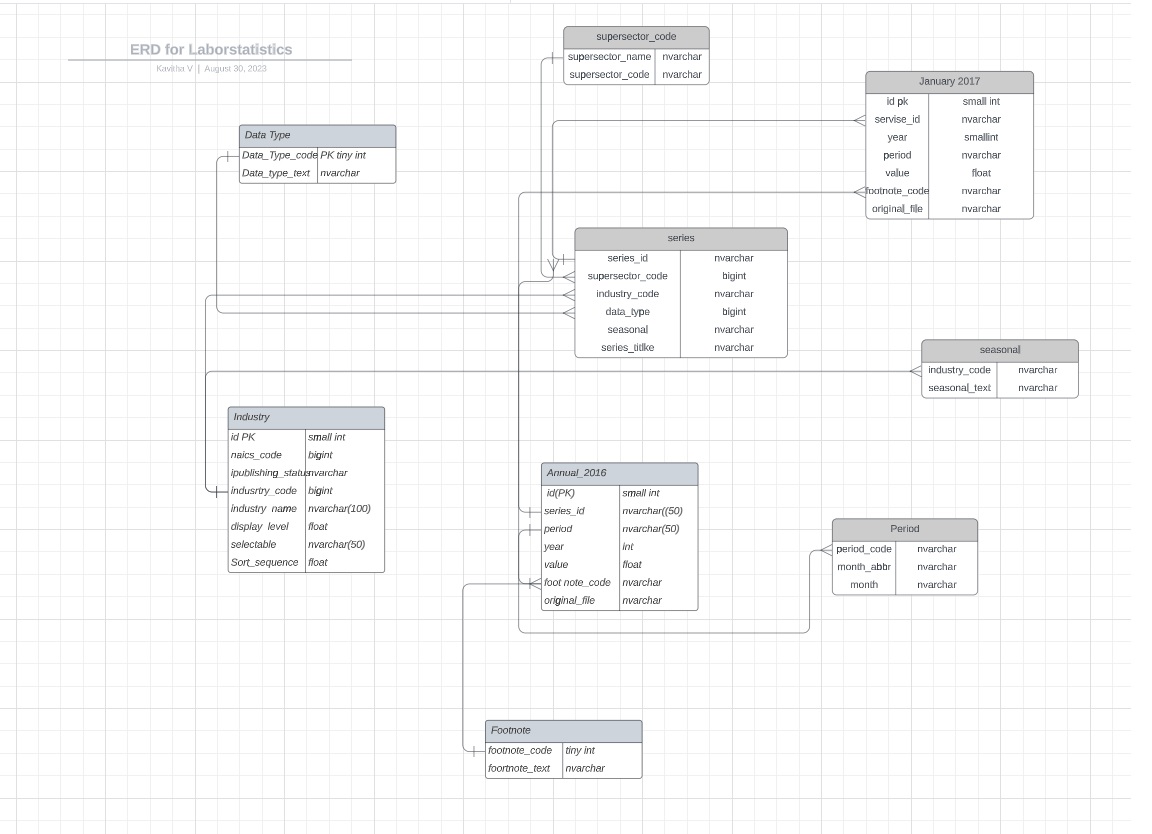 ERD for Laborstatistics
Kavitha V | August 30, 2023
supersector_code
supersector_name nvarchar
supersector_code nvarchar
January 2017
id pk small int
servise_id nvarchar
year smallint
period nvarchar
value float
footnote_code nvarchar
original_file nvarchar
Data Type
Data_Type_code PK tiny int
Data_type_text nvarchar
series
series_id nvarchar
supersector_code bigint
industry_code nvarchar
data_type bigint
seasonal nvarchar
series_titlke nvarchar
seasonal
industry_code nvarchar
seasonal_text nvarchar
Industry
id PK small int
naics_code bigint
ipublishing_status nvarchar
indusrtry_code bigint
industry_name nvarchar(100)
display_level float
selectable nvarchar(50)
Sort_sequence float
Annual_2016
id(PK) small int
series_id nvarchar((50)
period nvarchar(50)
year int
value float
foot note_code nvarchar
original_file nvarchar
Period
period_code nvarchar
month_abbr nvarchar
month nvarchar
Footnote
footnote_code tiny int
foortnote_text nvarchar